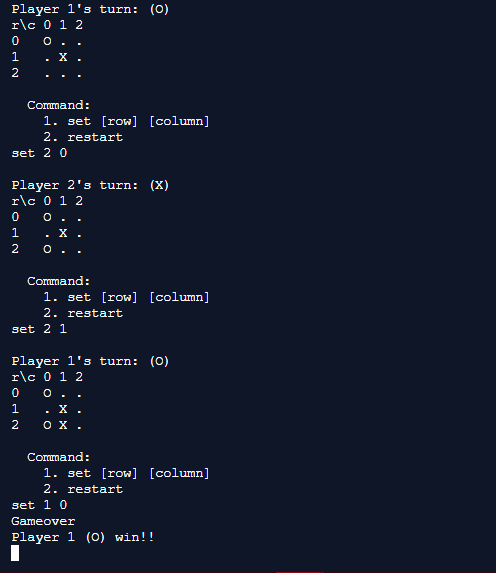 Player 1's turn: (O)
r\c 0 1 2
0   O . .
1   . X .
2   . . .
  Command:
    1. set [row] [column]
    2. restart
set 2 0
Player 2's turn: (X)
r\c 0 1 2
0   O . .
1   . X .
2   O . .
  Command:
    1. set [row] [column]
    2. restart
set 2 1
Player 1's turn: (O)
r\c 0 1 2
0   O . .
1   . X .
2   O X .
  Command:
    1. set [row] [column]
    2. restart
set 1 0
Gameover
Player 1 (O) win!!